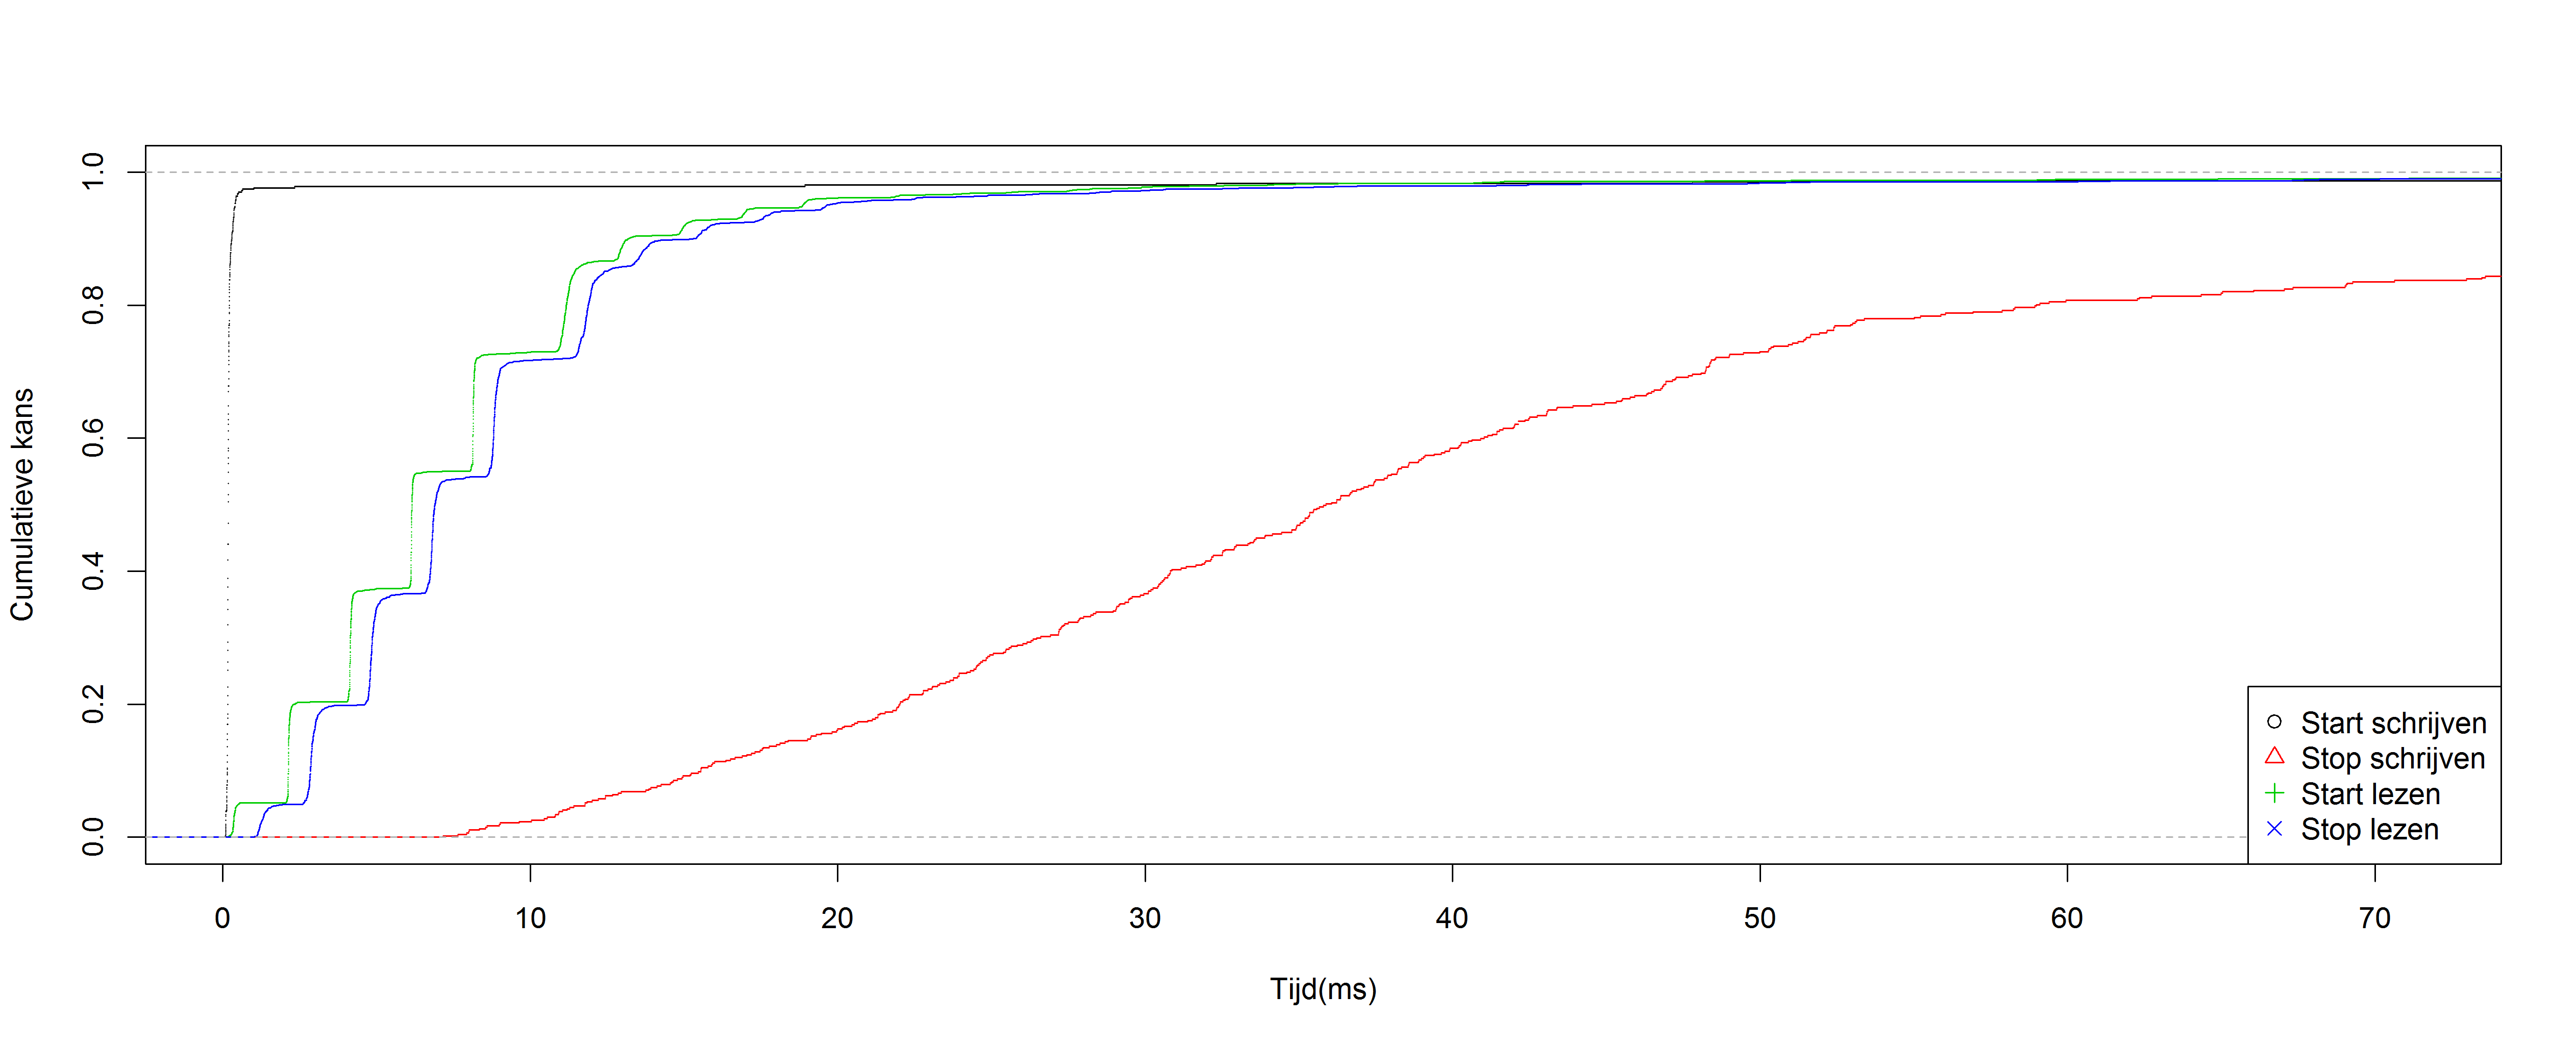 Cumulatieve kans
1.0
0.8
0.6
0.4
0.2
0.0
0 10 20 30 40 50 60 70
Tijd(ms)
Start schrijven
Stop schrijven
Start lezen
Stop lezen